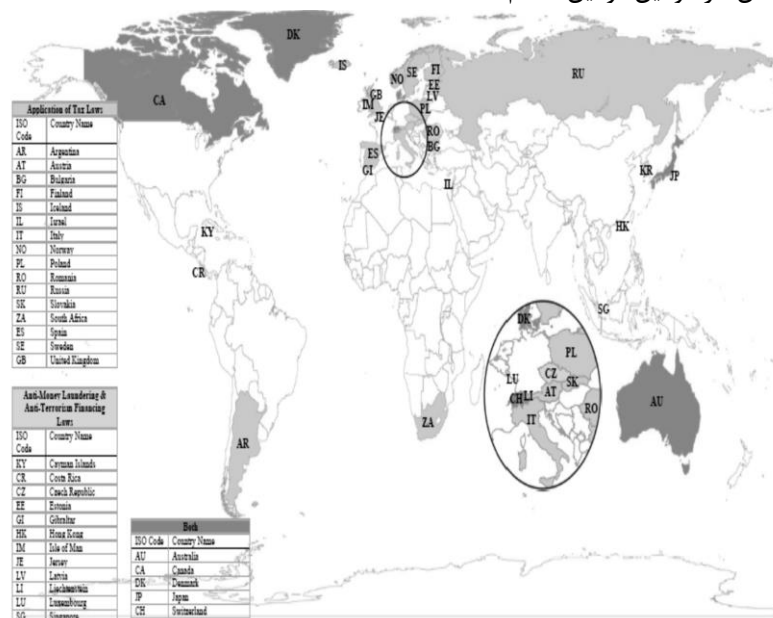 DK
IS
RU
NO
SE
FI
CA
EE
LV
GB
IM
PL
JE
RO
BG
ES
GI
IL
KR
JP
KY
HK
CR
SG
DK
PL
CZ
LU
SK
CH
LI
AT
RO
IT
AU
ZA
AR
Application of Tax Laws
ISO Code Country Name
AR Argentina
AT Austria
BG Bulgaria
FI Finland
IS Iceland
IL Israel
IT Italy
NO Norway
PL Poland
RO Romania
RU Russia
SK Slovakia
ZA South Africa
ES Spain
SE Sweden
GB United Kingdom
Anti-Money Laundering &
Anti-Terrorism Financing
Laws
ISO Code Country Name
KY Cayman Islands
CR Costa Rica
CZ Czech Republic
EE Estonia
GI Gibraltar
HK Hong Kong
IM Isle of Man
JE Jersey
LV Latvia
LI Liechtenstein
LU Luxembourg
SG Singapore
Both
ISO Code Country Name
AU Australia
CA Canada
DK Denmark
JP Japan
CH Switzerland